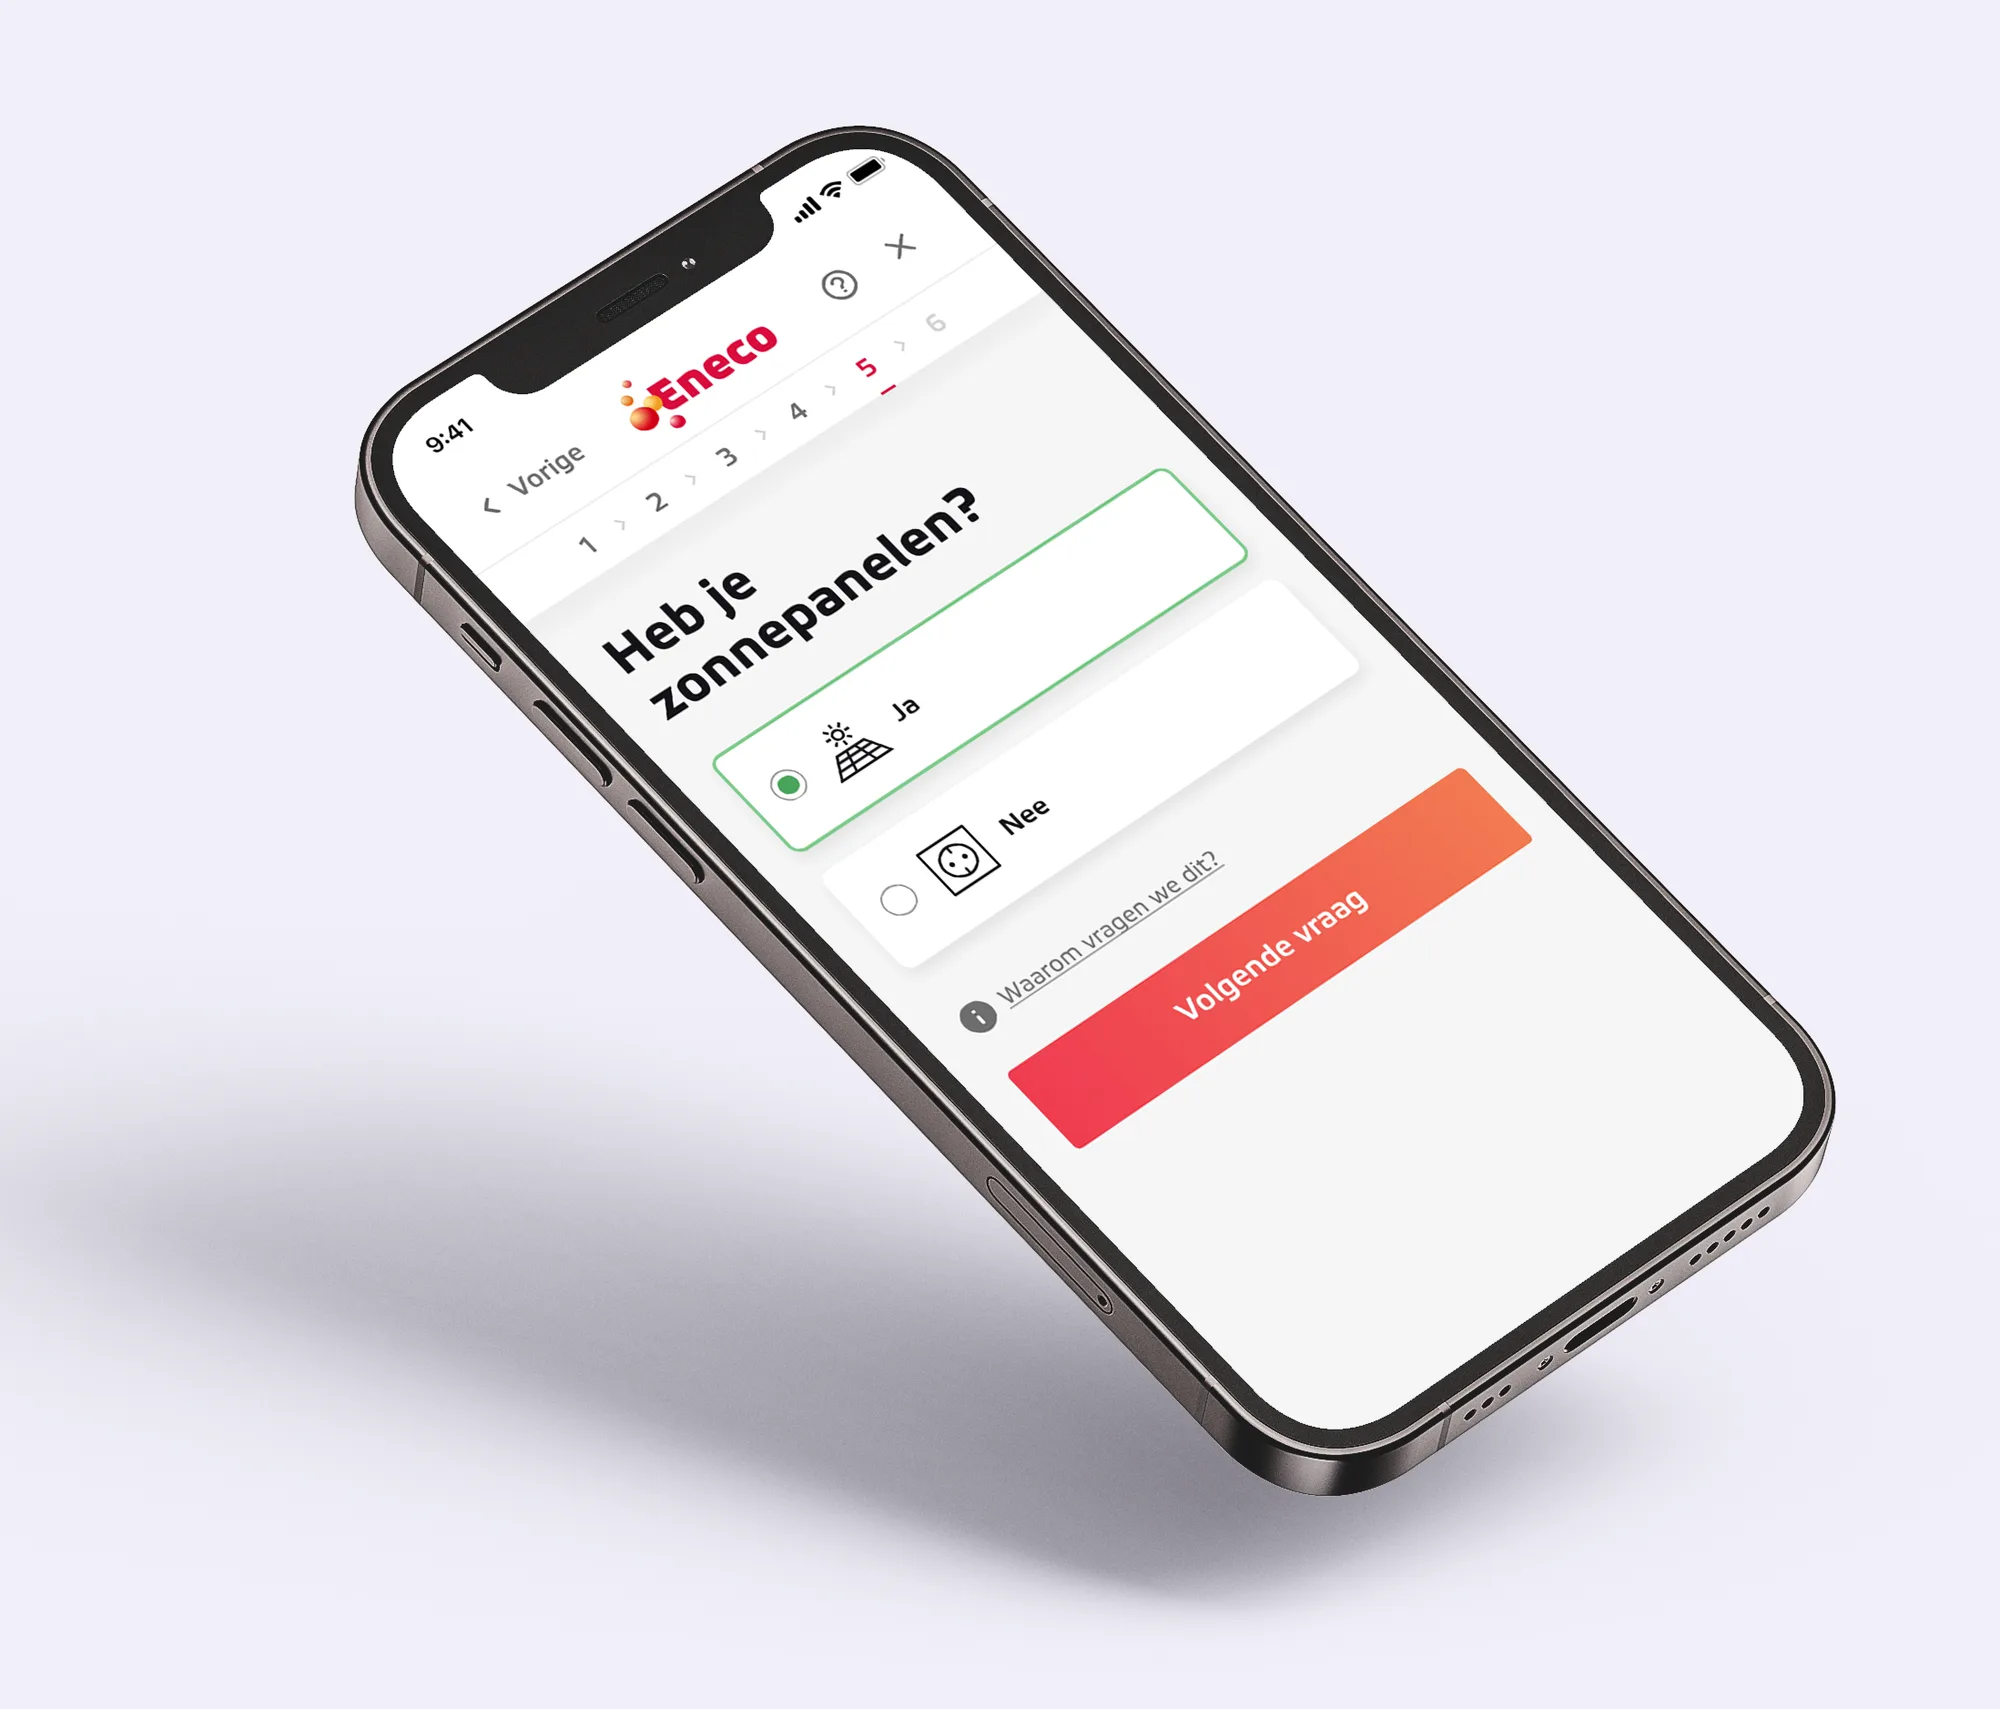 9:41
Vorige
Eneco
1 2 3 4 5 6
Heb je
zonnepanelen?
Ja
Nee
Waarom vragen we dit?
Volgende vraag